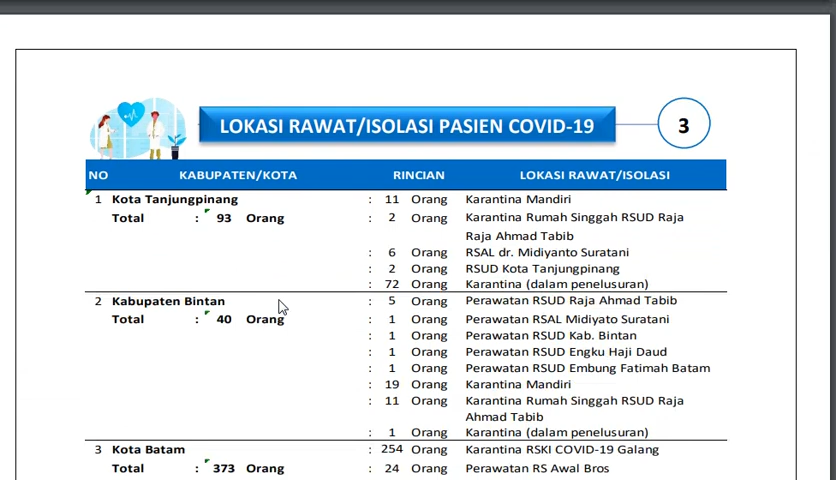 LOKASI RAWAT/ISOLASI PASIEN COVID-19
3
NO KABUPATEN/KOTA RINCIAN LOKASI RAWAT/ISOLASI
1 Kota Tanjungpinang : 11 Orang Karantina Mandiri
Total : 93 Orang : 2 Orang Karantina Rumah Singgah RSUD Raja
Raja Ahmad Tabib
: 6 Orang RSAL dr. Midiyanto Suratani
: 2 Orang RSUD Kota Tanjungpinang
: 72 Orang Karantina (dalam penelusuran)
2 Kabupaten Bintan : 5 Orang Perawatan RSUD Raja Ahmad Tabib
Total : 40 Orang : 1 Orang Perawatan RSAL Midiyato Suratani
: 1 Orang Perawatan RSUD Kab. Bintan
: 1 Orang Perawatan RSUD Engku Haji Daud
: 1 Orang Perawatan RSUD Embung Fatimah Batam
: 19 Orang Karantina Mandiri
: 11 Orang Karantina Rumah Singgah RSUD Raja
Ahmad Tabib
: 1 Orang Karantina (dalam penelusuran)
3 Kota Batam : 254 Orang Karantina RSKI COVID-19 Galang
Total : 373 Orang : 24 Orang Perawatan RS Awal Bros